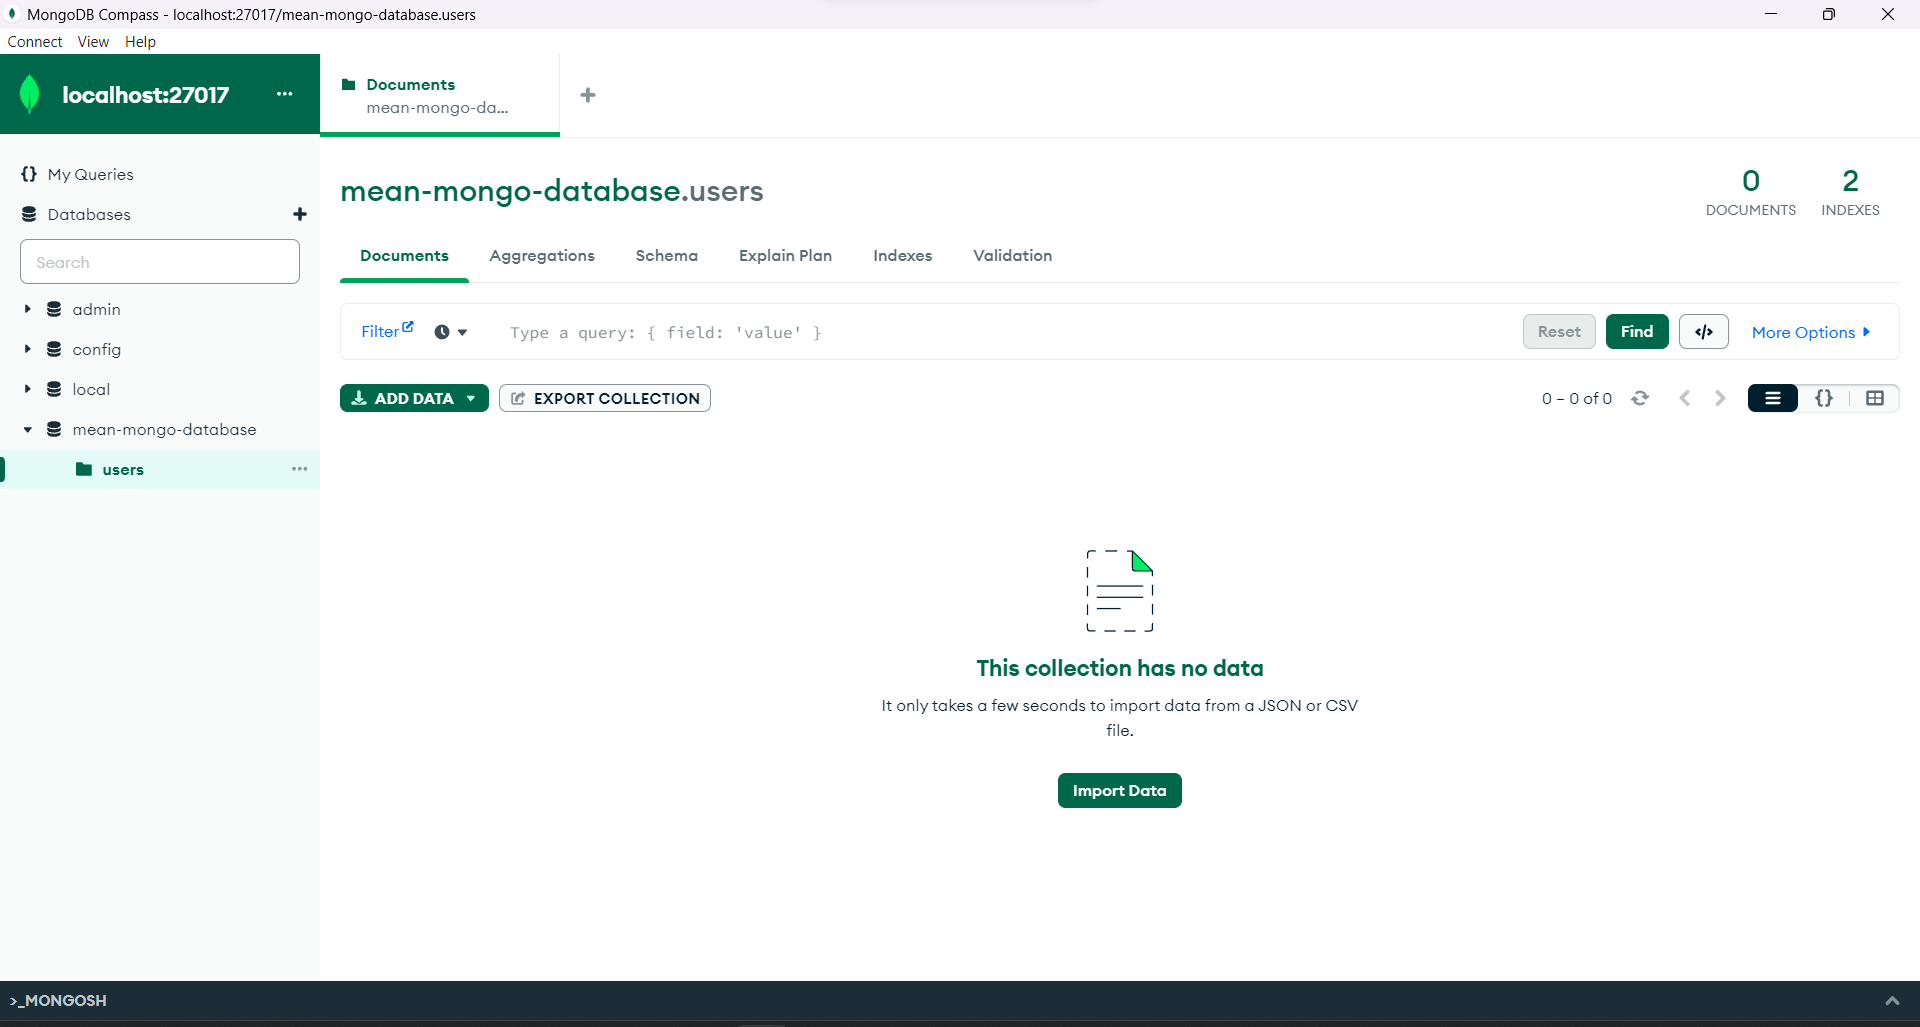 MongoDB Compass - localhost:27017/mean-mongo-database.users
Connect View Help
localhost:27017 ...
Documents
mean-mongo-da...
+
{} My Queries
Databases +
Search
admin
config
local
mean-mongo-database
users ...
mean-mongo-database.users
0
DOCUMENTS
2
INDEXES
Documents Aggregations Schema Explain Plan Indexes Validation
Filter Type a query: { field: 'value' } Reset Find </> More Options
ADD DATA EXPORT COLLECTION 0 – 0 of 0 {}
This collection has no data
It only takes a few seconds to import data from a JSON or CSV
file.
Import Data
>_MONGOSH